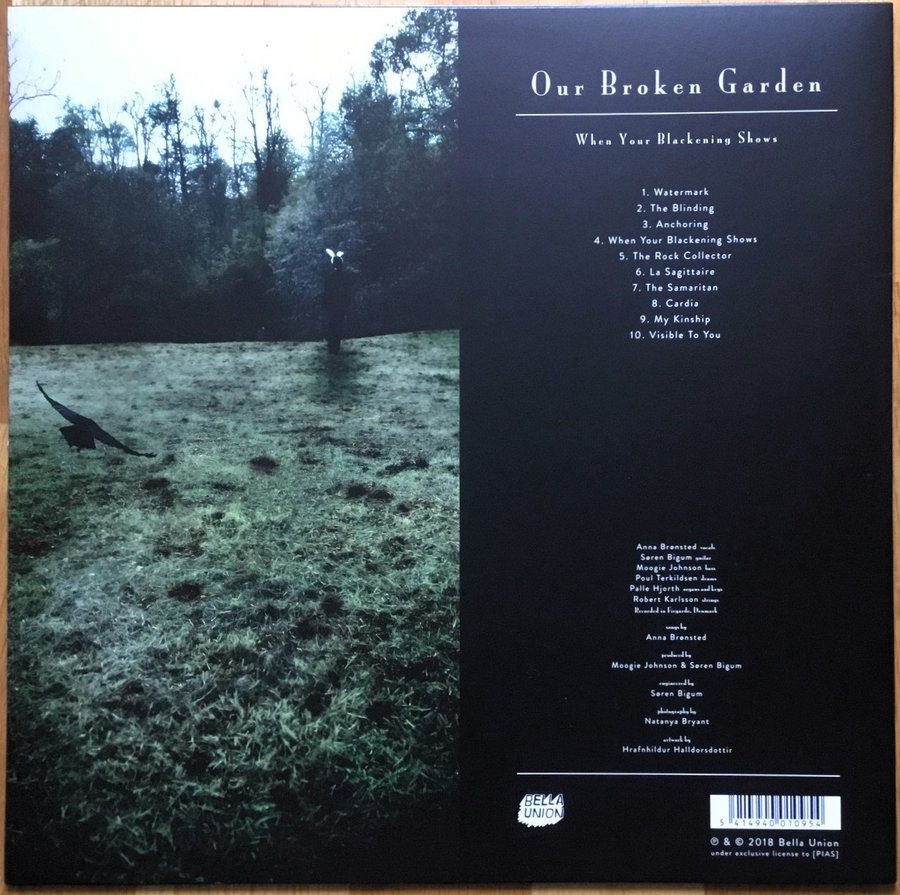 Our Broken Garden
When Your Blackening Shows
1. Watermark
2. The Blinding
3. Anchoring
4. When Your Blackening Shows
5. The Rock Collector
6. La Sagittaire
7. The Samaritan
8. Cardia
9. My Kinship
10. Visible To You
Anna Brønsted vocals
Søren Bigum guitar
Moogie Johnson bass
Poul Terkildsen drums
Palle Hjorth organs and keys
Robert Karlsson strings
Recorded in Denmark
songs by
Anna Brønsted
produced by
Moogie Johnson & Søren Bigum
engineered by
Søren Bigum
photography by
Natanya Bryant
artwork by
Hrafnhildur Halldorsdottir
BELLA
UNION
5 414940 010954
℗ & © 2018 Bella Union
under exclusive license to [PIAS]